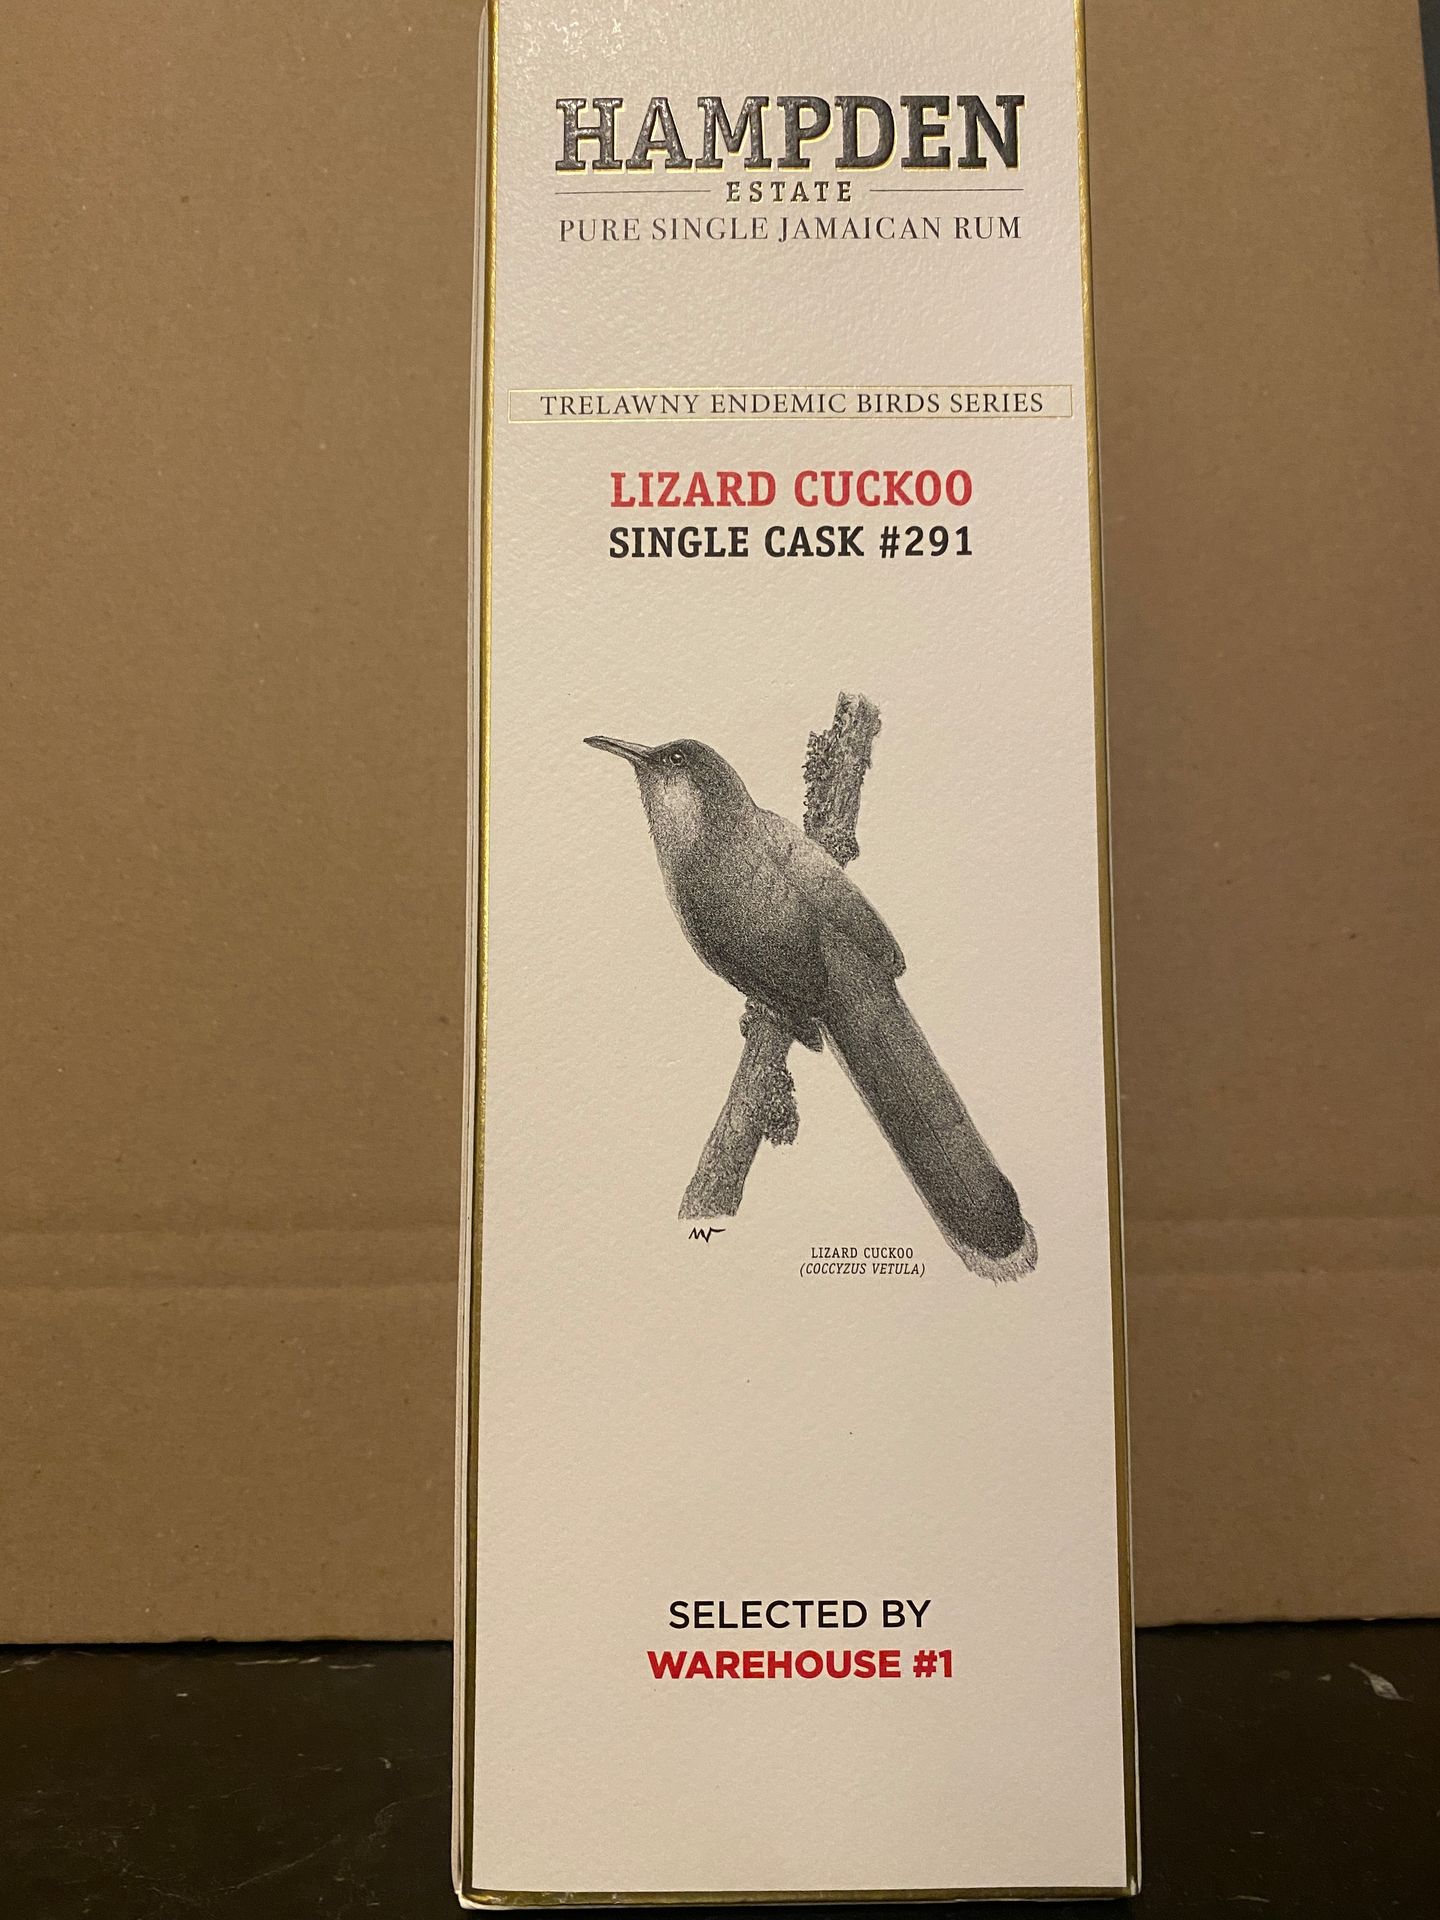 HAMPDEN
ESTATE
PURE SINGLE JAMAICAN RUM
TRELAWNY ENDEMIC BIRDS SERIES
LIZARD CUCKOO
SINGLE CASK #291
LIZARD CUCKOO
(COCCYZUS VETULA)
SELECTED BY
WAREHOUSE #1